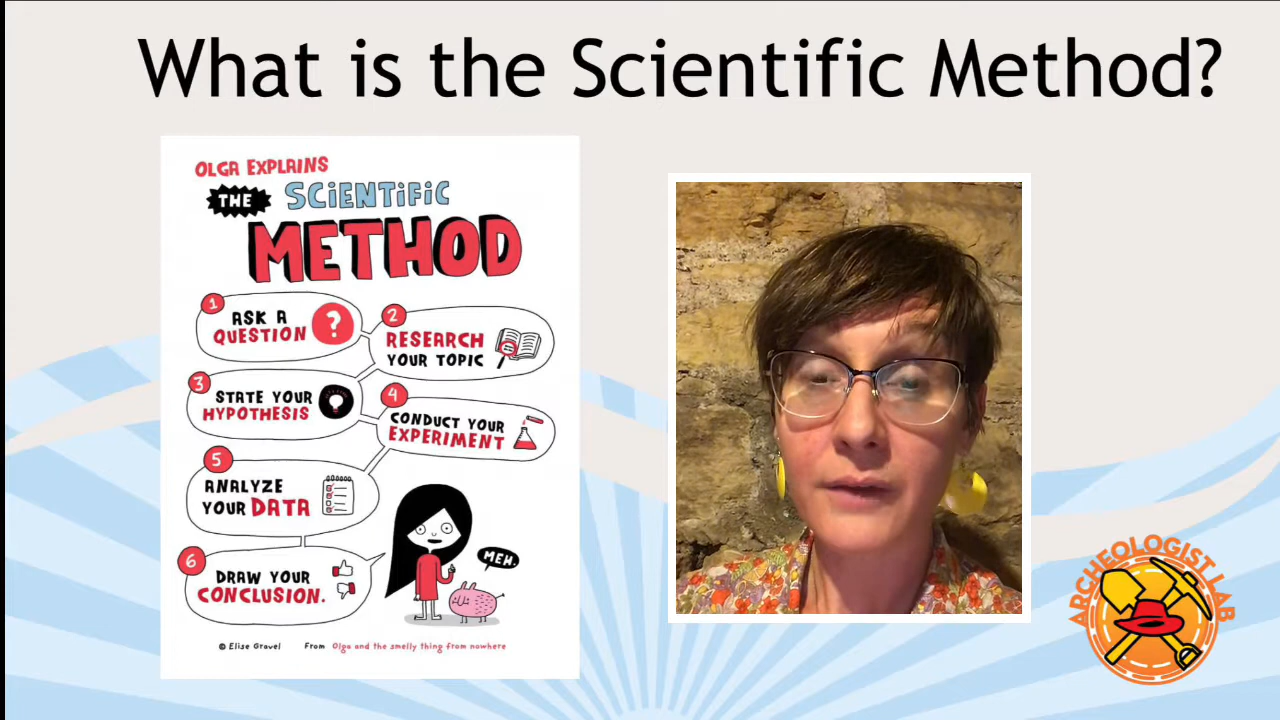 What is the Scientific Method?
OLGA EXPLAINS
THE SCiENTiFiC
METHOD
1
ASK A
QUESTION
?
2
RESEARCH
YOUR TOPIC
3
STATE YOUR
HYPOTHESIS
4
CONDUCT YOUR
EXPERIMENT
5
ANALYZE
YOUR DATA
6
DRAW YOUR
CONCLUSION.
MEH.
© Elise Gravel From Olga and the smelly thing from nowhere
ARCHEOLOGIST LAB